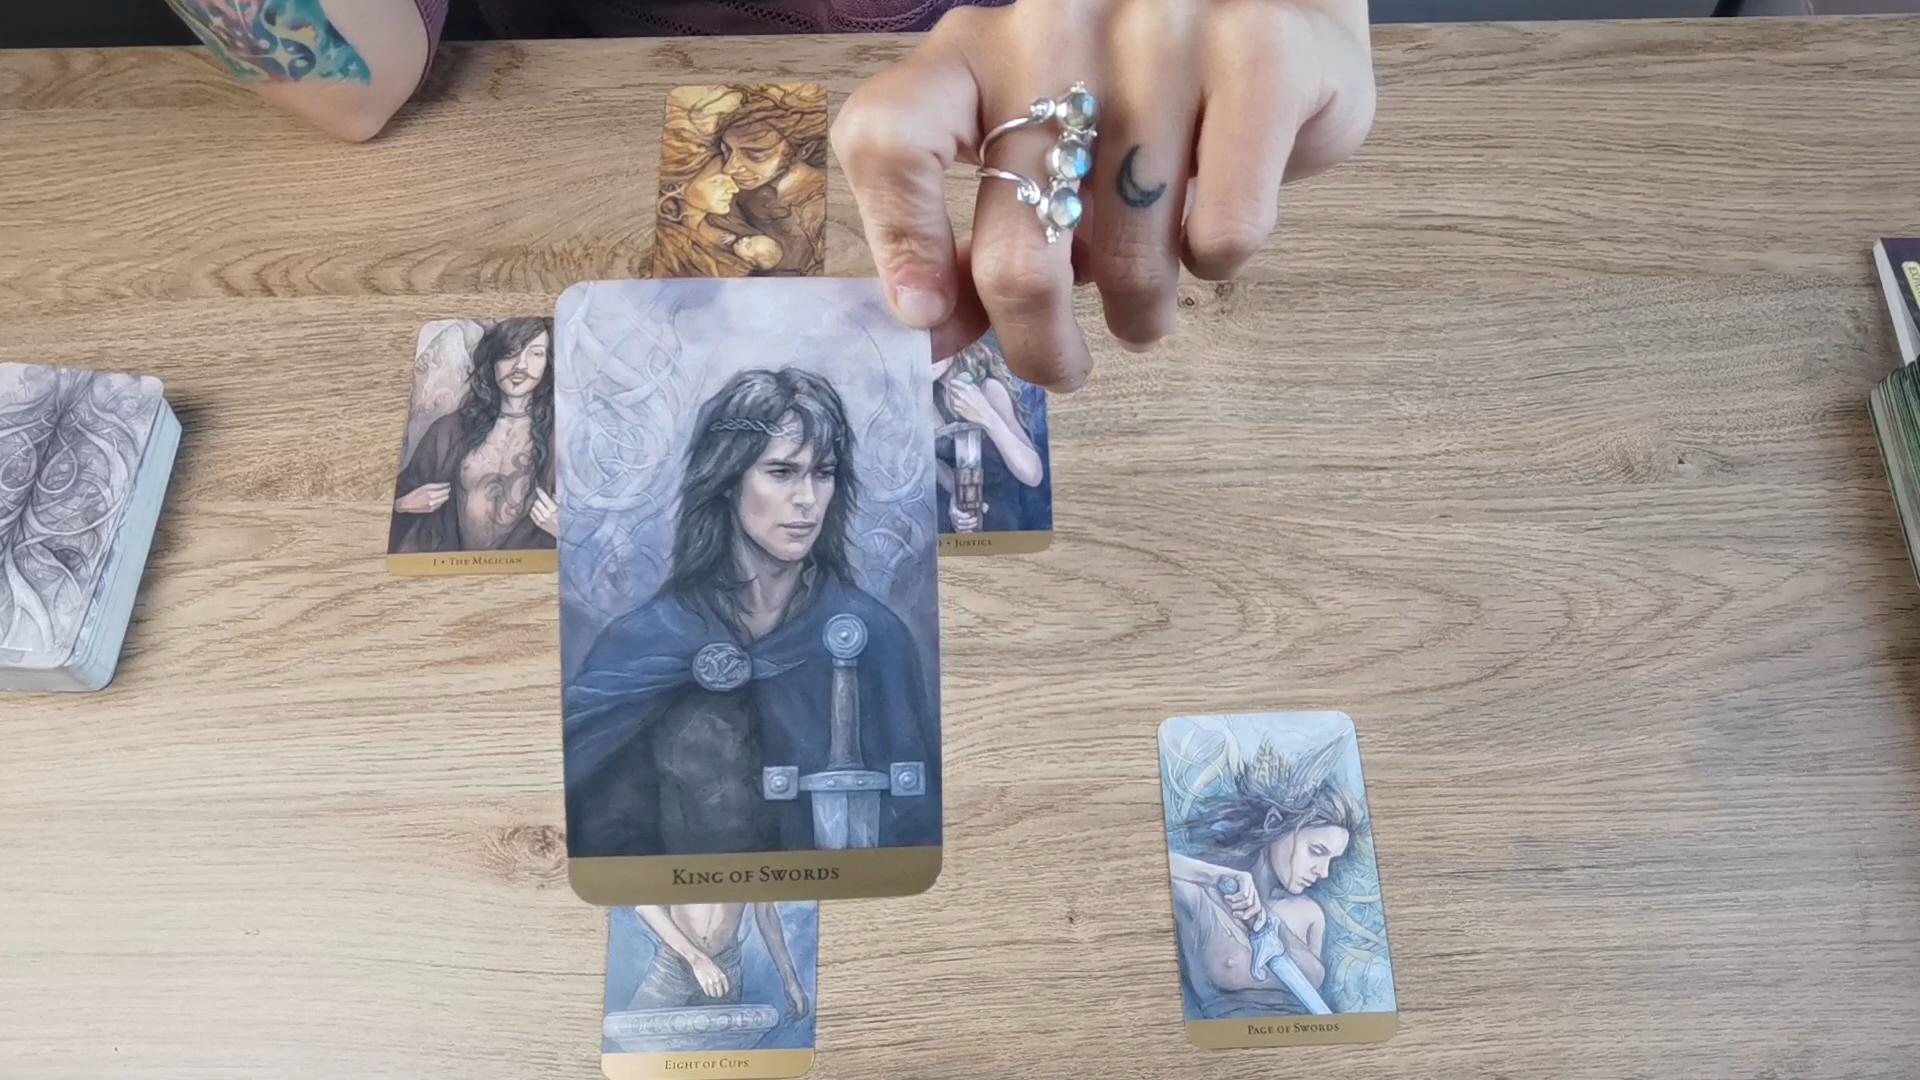 I • The Magician
I • Justice
King of Swords
Page of Swords
Eight of Cups